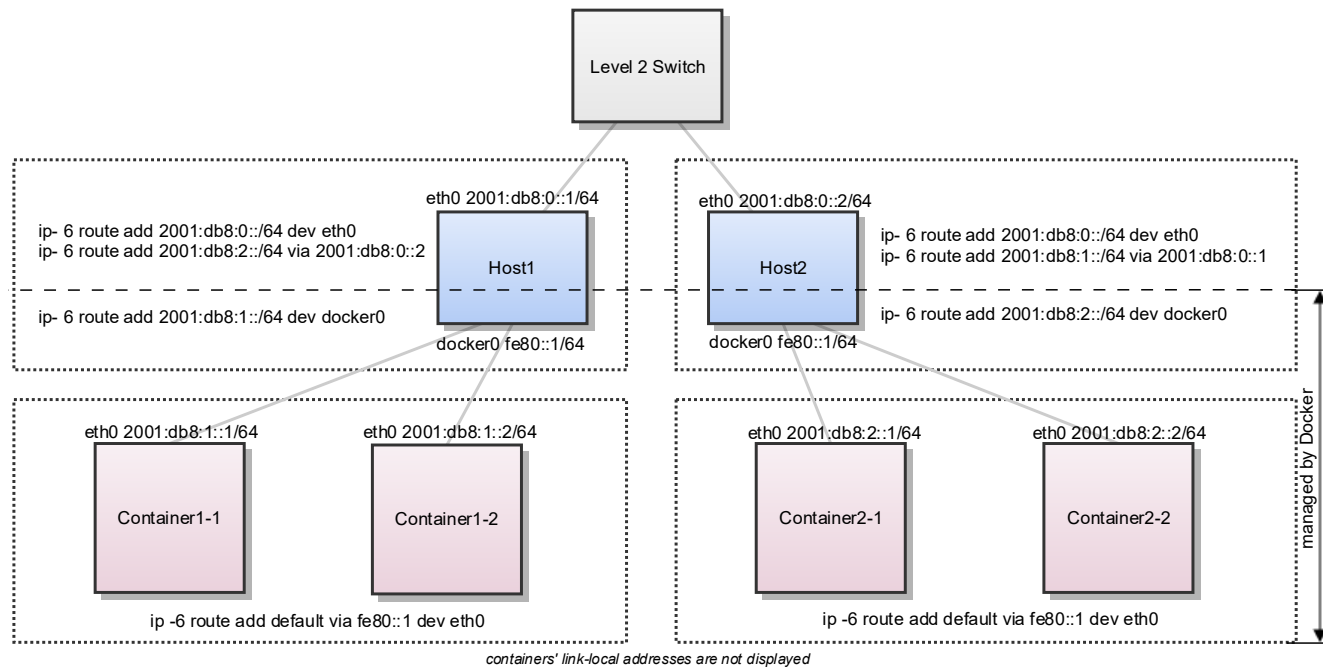 Level 2 Switch
eth0 2001:db8:0::1/64
eth0 2001:db8:0::2/64
ip- 6 route add 2001:db8:0::/64 dev eth0
ip- 6 route add 2001:db8:2::/64 via 2001:db8:0::2
Host1
Host2
ip- 6 route add 2001:db8:0::/64 dev eth0
ip- 6 route add 2001:db8:1::/64 via 2001:db8:0::1
ip- 6 route add 2001:db8:1::/64 dev docker0
ip- 6 route add 2001:db8:2::/64 dev docker0
docker0 fe80::1/64
docker0 fe80::1/64
managed by Docker
eth0 2001:db8:1::1/64
eth0 2001:db8:1::2/64
eth0 2001:db8:2::1/64
eth0 2001:db8:2::2/64
Container1-1
Container1-2
Container2-1
Container2-2
ip -6 route add default via fe80::1 dev eth0
ip -6 route add default via fe80::1 dev eth0
containers' link-local addresses are not displayed